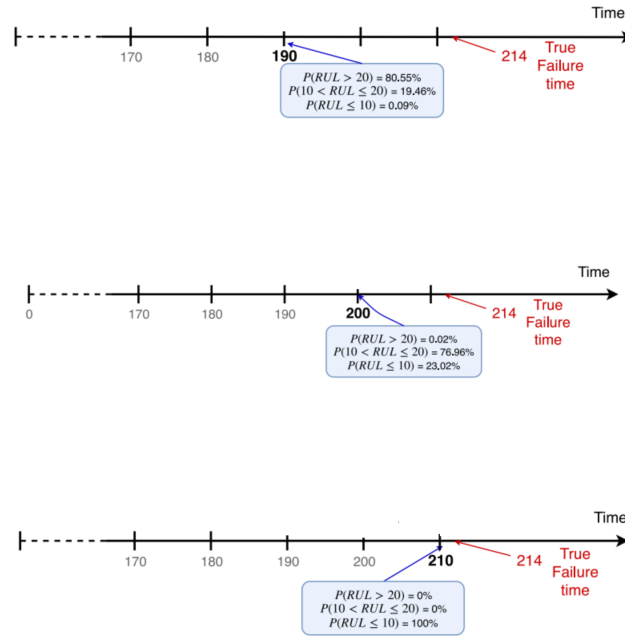 Time
170 180 190
214 True
Failure
time
P(RUL > 20) = 80.55%
P(10 < RUL ≤ 20) = 19.46%
P(RUL ≤ 10) = 0.09%
Time
0 170 180 190 200
214 True
Failure
time
P(RUL > 20) = 0.02%
P(10 < RUL ≤ 20) = 76.96%
P(RUL ≤ 10) = 23.02%
Time
170 180 190 200 210
214 True
Failure
time
P(RUL > 20) = 0%
P(10 < RUL ≤ 20) = 0%
P(RUL ≤ 10) = 100%